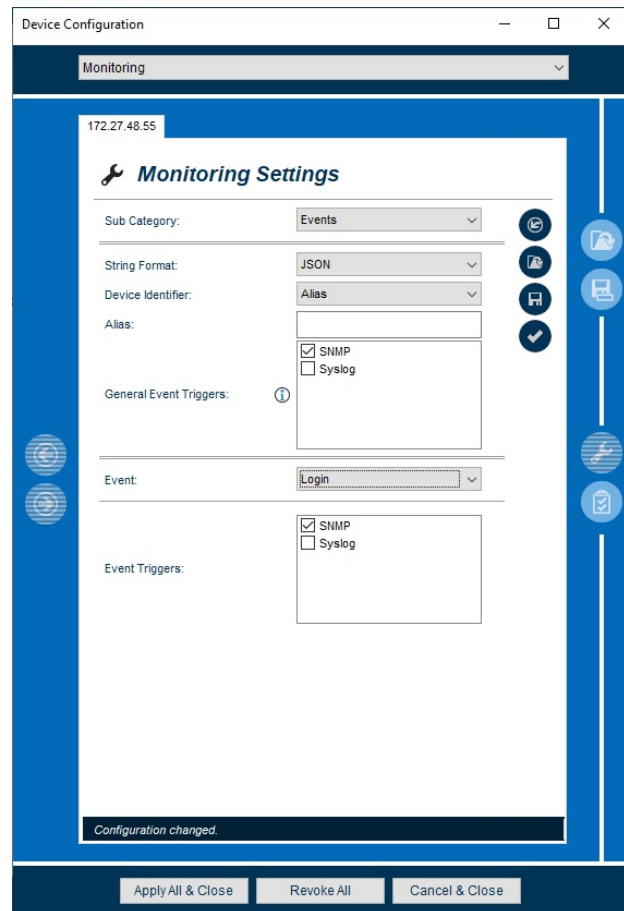 Device Configuration
Monitoring
172.27.48.55
Monitoring Settings
Sub Category: Events
String Format: JSON
Device Identifier: Alias
Alias:
SNMP
Syslog
General Event Triggers:
Event: Login
SNMP
Syslog
Event Triggers:
Configuration changed.
Apply All & Close Revoke All Cancel & Close